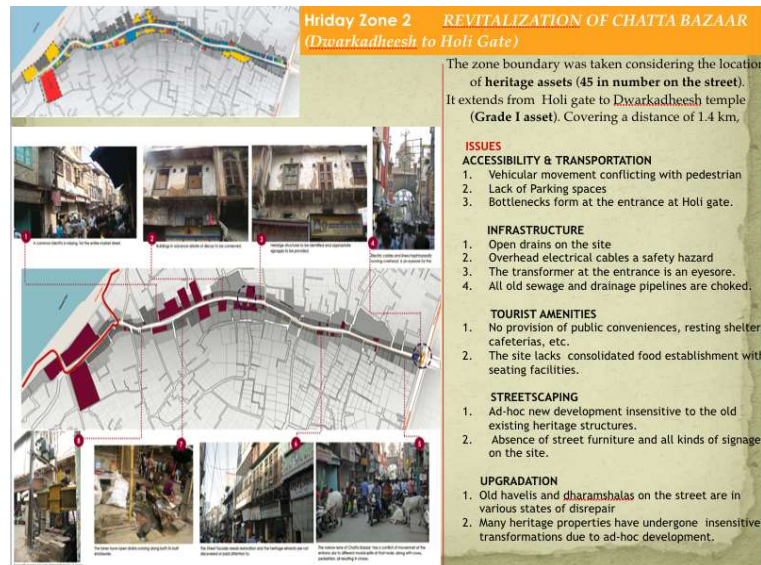 Hriday Zone 2 REVITALIZATION OF CHATTA BAZAAR
(Dwarkadheesh to Holi Gate)
The zone boundary was taken considering the location
of heritage assets (45 in number on the street).
It extends from Holi gate to Dwarkadheesh temple
(Grade I asset). Covering a distance of 1.4 km,
ISSUES
ACCESSIBILITY & TRANSPORTATION
1. Vehicular movement conflicting with pedestrian
2. Lack of Parking spaces
3. Bottlenecks form at the entrance at Holi gate.
INFRASTRUCTURE
1. Open drains on the site
2. Overhead electrical cables a safety hazard
3. The transformer at the entrance is an eyesore.
4. All old sewage and drainage pipelines are choked.
TOURIST AMENITIES
1. No provision of public conveniences, resting shelter
cafeterias, etc.
2. The site lacks consolidated food establishment with
seating facilities.
STREETSCAPING
1. Ad-hoc new development insensitive to the old
existing heritage structures.
2. Absence of street furniture and all kinds of signage
on the site.
UPGRADATION
1. Old havelis and dharamshalas on the street are in
various states of disrepair
2. Many heritage properties have undergone insensitive
transformations due to ad-hoc development.
1
2
3
4
8
7
6
5